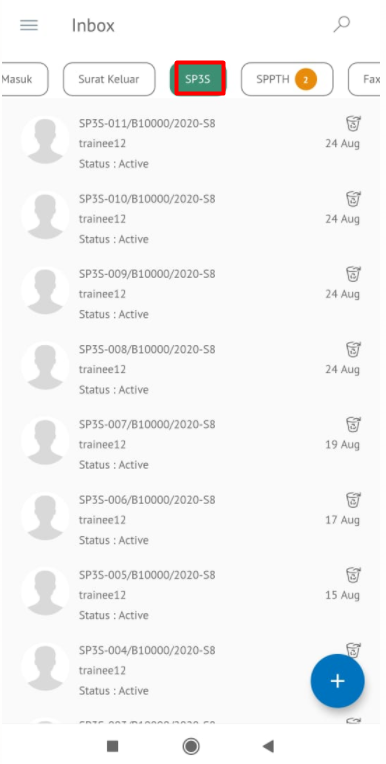 Inbox
Masuk
Surat Keluar
SP3S
SPPTH 2
Fax
SP3S-011/B10000/2020-S8
trainee12
24 Aug
Status : Active
SP3S-010/B10000/2020-S8
trainee12
24 Aug
Status : Active
SP3S-009/B10000/2020-S8
trainee12
24 Aug
Status : Active
SP3S-008/B10000/2020-S8
trainee12
24 Aug
Status : Active
SP3S-007/B10000/2020-S8
trainee12
19 Aug
Status : Active
SP3S-006/B10000/2020-S8
trainee12
17 Aug
Status : Active
SP3S-005/B10000/2020-S8
trainee12
15 Aug
Status : Active
SP3S-004/B10000/2020-S8
trainee12
Status : Active